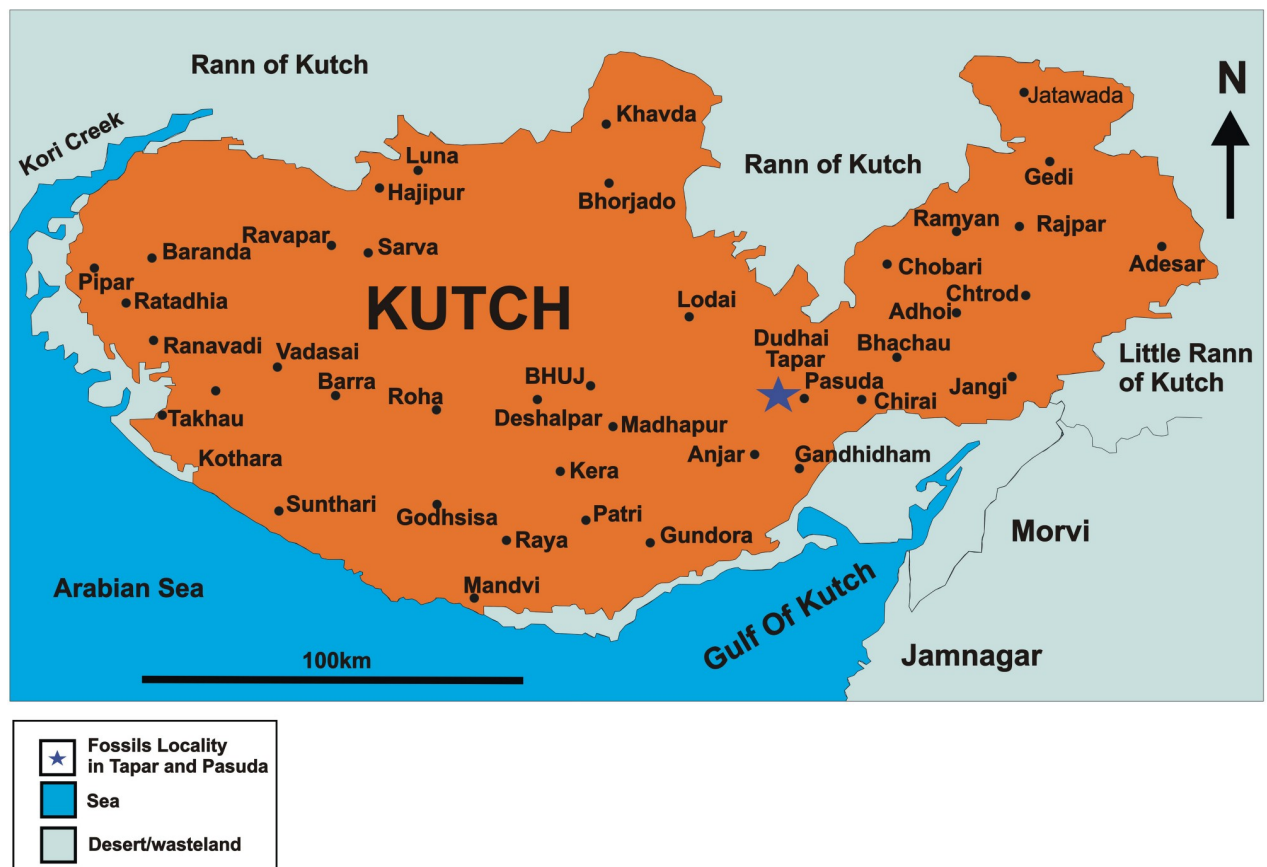 Rann of Kutch
N
Kori Creek
Khavda
Jatawada
Luna
Hajipur
Rann of Kutch
Gedi
Bhorjado
Ramyan
Rajpar
Ravapar
Sarva
Baranda
Adesar
Pipar
Chobari
Ratadhia
KUTCH
Lodai
Chtrod
Adhoi
Ranavadi
Vadasai
Dudhai
Tapar
Bhachau
Little Rann
of Kutch
Barra
Roha
BHUJ
Pasuda
Jangi
Chirai
Takhau
Deshalpar
Madhapur
Kothara
Kera
Anjar
Gandhidham
Sunthari
Godhsisa
Patri
Raya
Gundora
Morvi
Arabian Sea
Mandvi
Gulf Of Kutch
Jamnagar
100km
Fossils Locality
in Tapar and Pasuda
Sea
Desert/wasteland